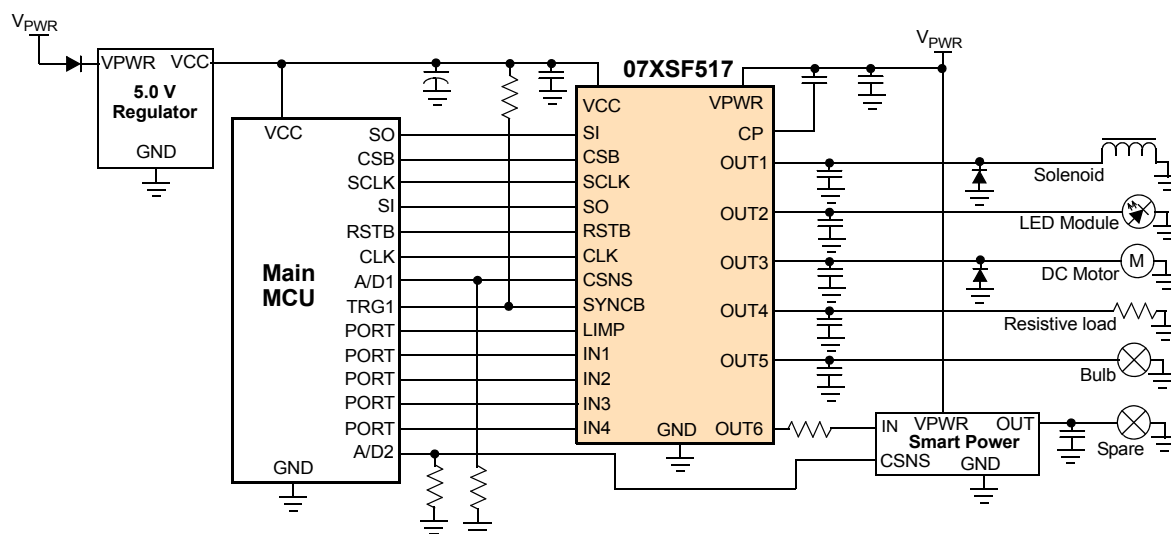 VPWR
VPWR
VCC
5.0 V
Regulator
GND
VCC
Main
MCU
SO
CSB
SCLK
SI
RSTB
CLK
A/D1
TRG1
PORT
PORT
PORT
PORT
PORT
A/D2
GND
07XSF517
VCC
SI
CSB
SCLK
SO
RSTB
CLK
CSNS
SYNCB
LIMP
IN1
IN2
IN3
IN4
VPWR
CP
OUT1
OUT2
OUT3
OUT4
OUT5
OUT6
GND
VPWR
Solenoid
LED Module
M
DC Motor
Resistive load
Bulb
IN
VPWR
OUT
Smart Power
CSNS
GND
Spare